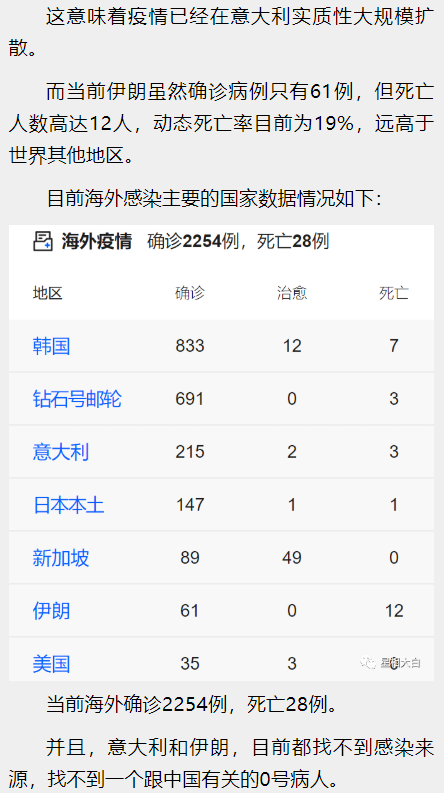 这意味着疫情已经在意大利实质性大规模扩
散。
而当前伊朗虽然确诊病例只有61例，但死亡
人数高达12人，动态死亡率目前为19%，远高于
世界其他地区。
目前海外感染主要的国家数据情况如下：
海外疫情 确诊2254例，死亡28例
地区 确诊 治愈 死亡
韩国 833 12 7
钻石号邮轮 691 0 3
意大利 215 2 3
日本本土 147 1 1
新加坡 89 49 0
伊朗 61 0 12
美国 35 3 0
星明大白
当前海外确诊2254例，死亡28例。
并且，意大利和伊朗，目前都找不到感染来
源，找不到一个跟中国有关的0号病人。